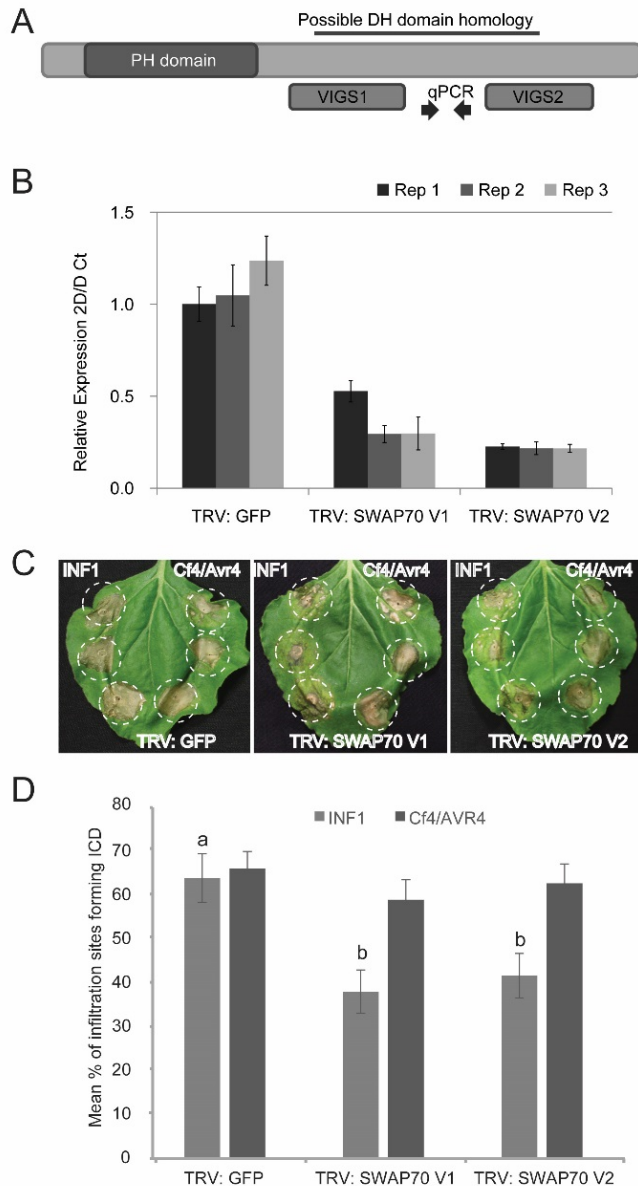 A
Possible DH domain homology
PH domain
qPCR
VIGS1
VIGS2
B
Rep 1 Rep 2 Rep 3
Relative Expression 2D/D Ct
1.5
1.0
0.5
0.0
TRV: GFP TRV: SWAP70 V1 TRV: SWAP70 V2
C
INF1 Cf4/Avr4 INF1 Cf4/Avr4 INF1 Cf4/Avr4
TRV: GFP TRV: SWAP70 V1 TRV: SWAP70 V2
D
INF1 Cf4/AVR4
Mean % of infiltration sites forming ICD
80
70
60
50
40
30
20
10
0
a
b
b
TRV: GFP TRV: SWAP70 V1 TRV: SWAP70 V2